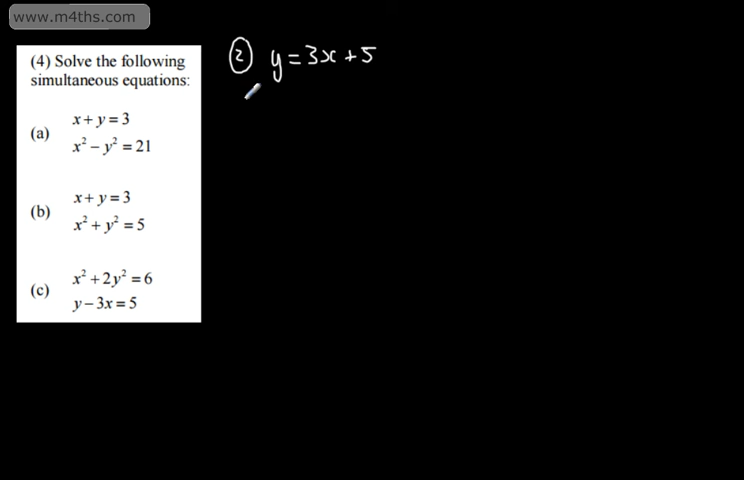 www.m4ths.com
(4) Solve the following
simultaneous equations:
(a)
x + y = 3
x² − y² = 21
(b)
x + y = 3
x² + y² = 5
(c)
x² + 2y² = 6
y − 3x = 5
② y = 3x + 5